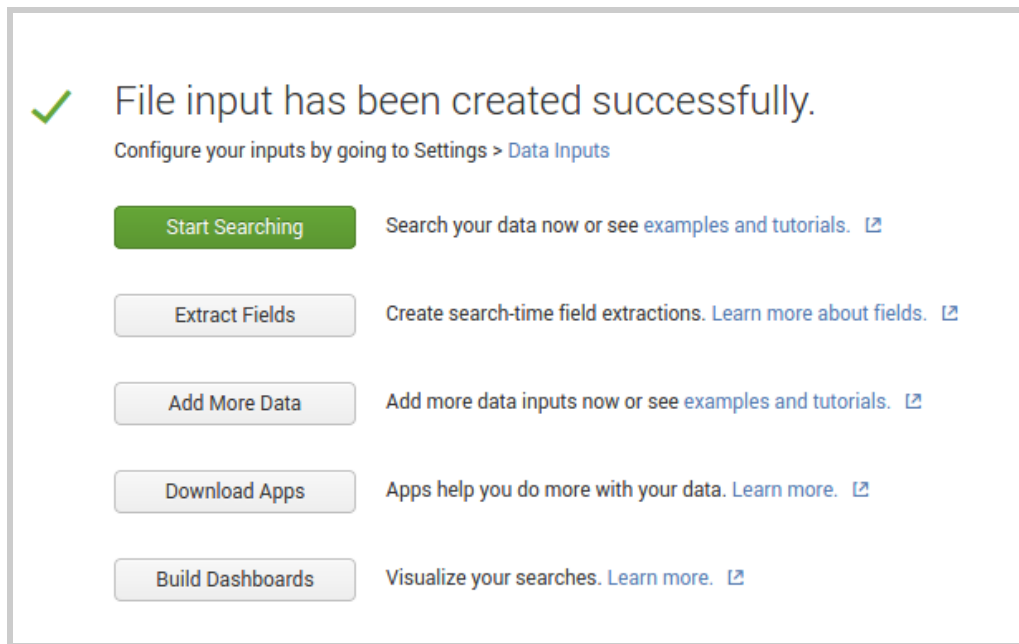 File input has been created successfully.
Configure your inputs by going to Settings > Data Inputs
Start Searching Search your data now or see examples and tutorials.
Extract Fields Create search-time field extractions. Learn more about fields.
Add More Data Add more data inputs now or see examples and tutorials.
Download Apps Apps help you do more with your data. Learn more.
Build Dashboards Visualize your searches. Learn more.